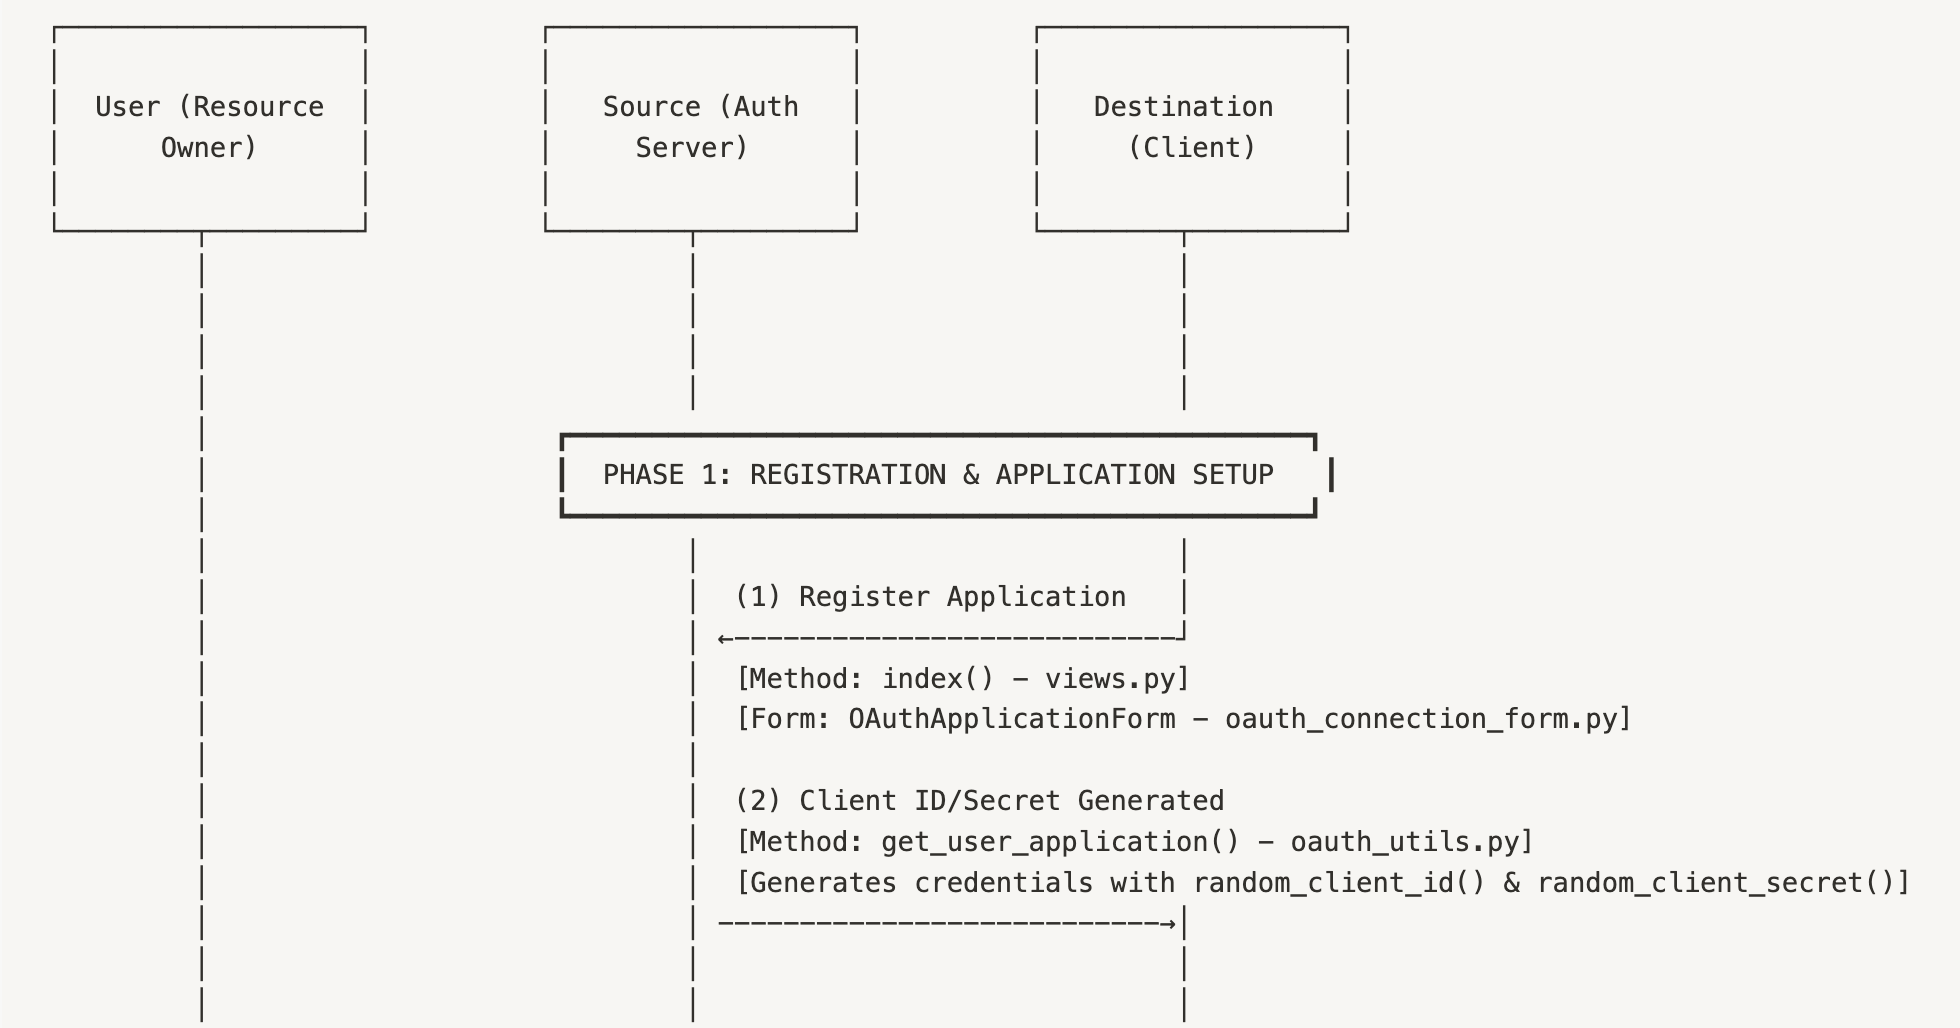 User (Resource
Owner)
Source (Auth
Server)
Destination
(Client)
PHASE 1: REGISTRATION & APPLICATION SETUP
(1) Register Application
[Method: index() – views.py]
[Form: OAuthApplicationForm – oauth_connection_form.py]
(2) Client ID/Secret Generated
[Method: get_user_application() – oauth_utils.py]
[Generates credentials with random_client_id() & random_client_secret()]